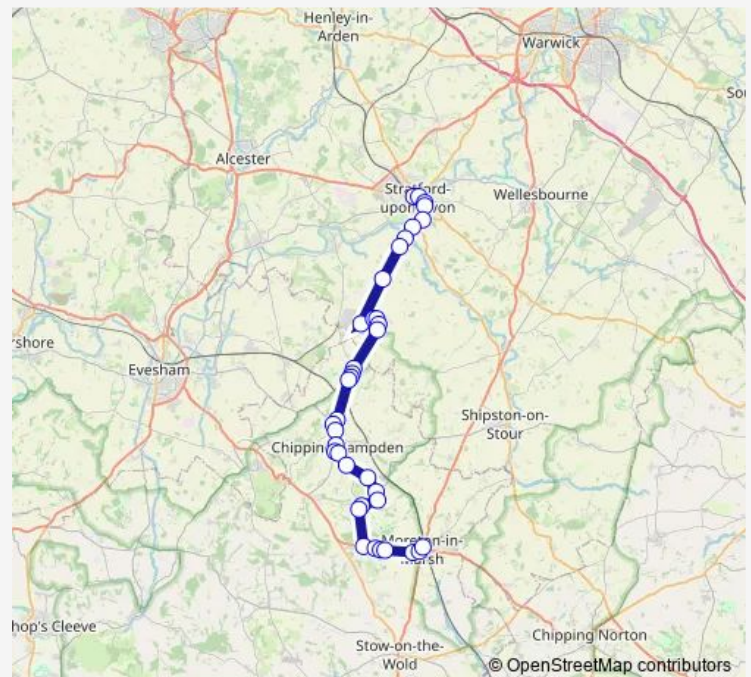 Henley-in-
Arden
Warwick
Sou
Alcester
Stratford-
upon-Avon
Wellesbourne
rshore
Evesham
Shipston-on-
Stour
Chipping Campden
Moreton-in-
Marsh
hop's Cleeve
Chipping Norton
Stow-on-the-
Wold
© OpenStreetMap contributors